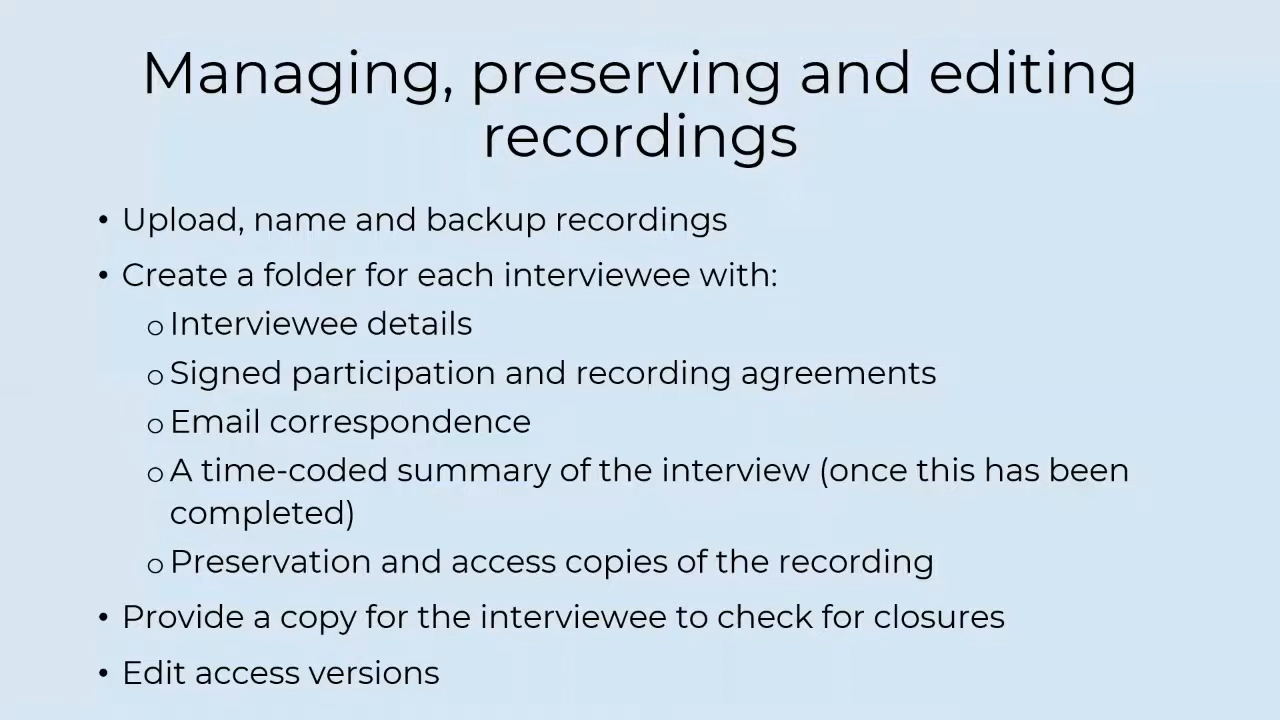 Managing, preserving and editing
recordings
• Upload, name and backup recordings
• Create a folder for each interviewee with:
o Interviewee details
o Signed participation and recording agreements
o Email correspondence
o A time-coded summary of the interview (once this has been
completed)
o Preservation and access copies of the recording
• Provide a copy for the interviewee to check for closures
• Edit access versions